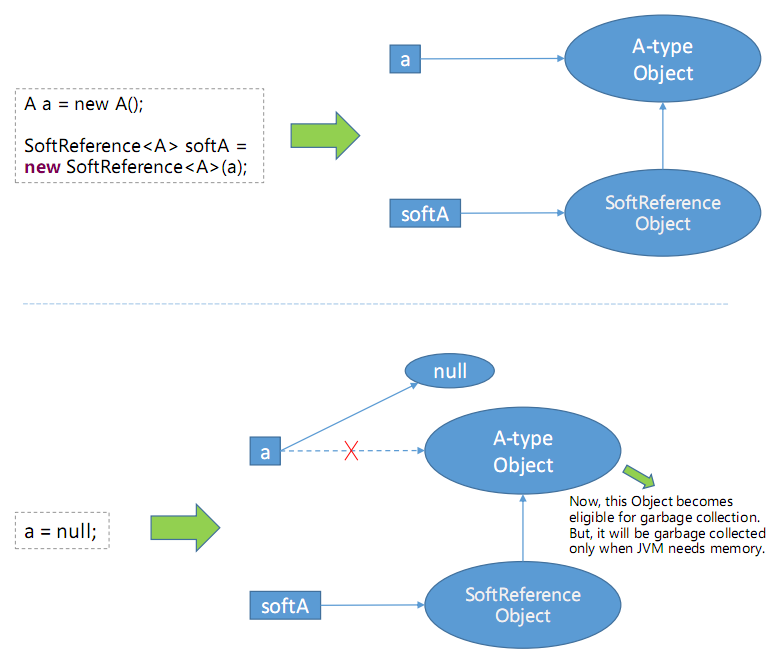 A a = new A();
SoftReference<A> softA =
new SoftReference<A>(a);
a
A-type
Object
softA
SoftReference
Object
a = null;
null
a
X
A-type
Object
Now, this Object becomes
eligible for garbage collection.
But, it will be garbage collected
only when JVM needs memory.
softA
SoftReference
Object